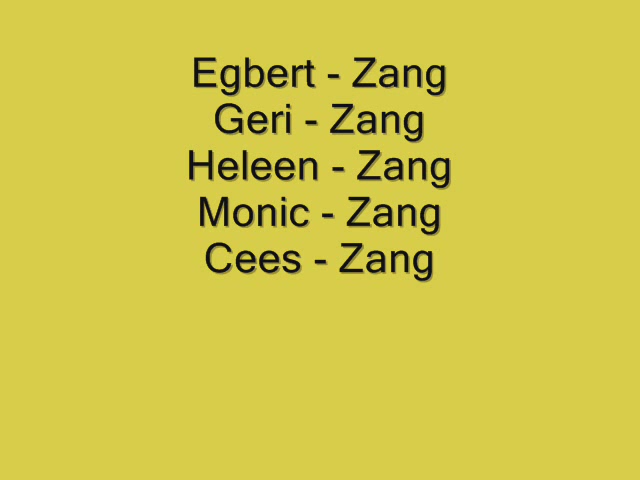 Egbert - Zang
Geri - Zang
Heleen - Zang
Monic - Zang
Cees - Zang